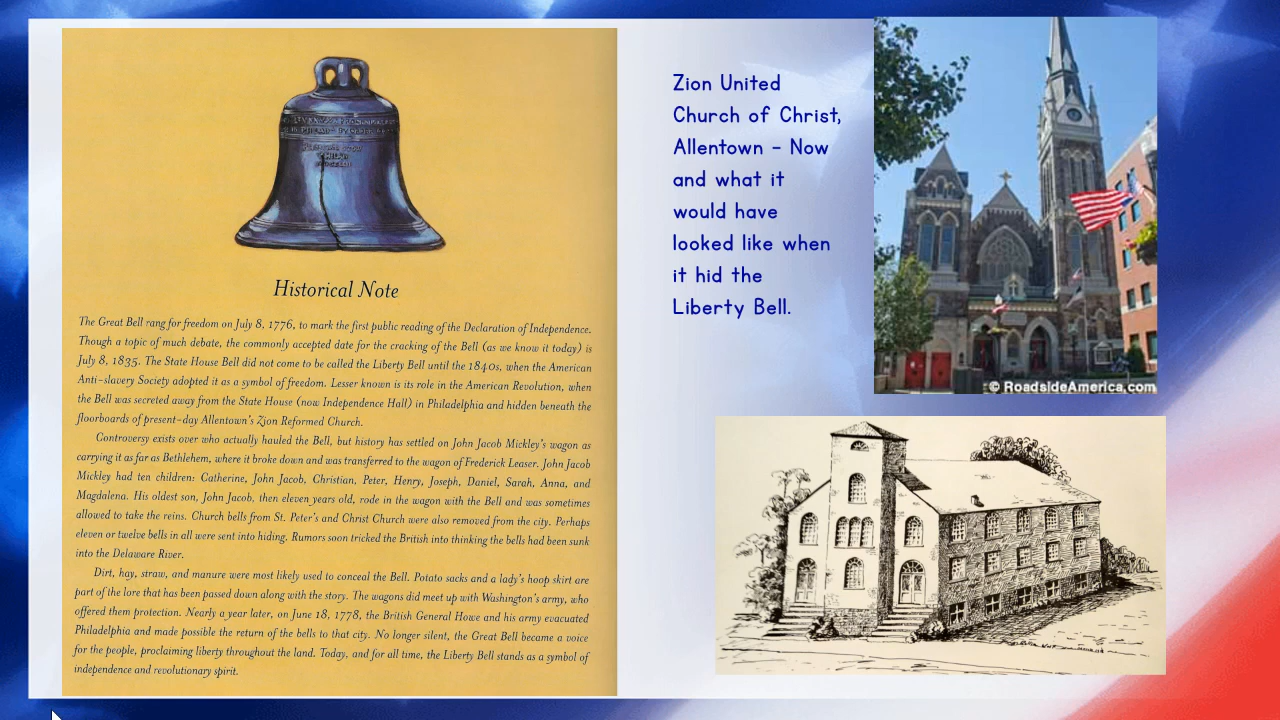 Historical Note
The Great Bell rang for freedom on July 8, 1776, to mark the first public reading of the Declaration of Independence.
Though a topic of much debate, the commonly accepted date for the cracking of the Bell (as we know it today) is
July 8, 1835. The State House Bell did not come to be called the Liberty Bell until the 1840s, when the American
Anti-slavery Society adopted it as a symbol of freedom. Lesser known is its role in the American Revolution, when
the Bell was secreted away from the State House (now Independence Hall) in Philadelphia and hidden beneath the
floorboards of present-day Allentown's Zion Reformed Church.
Controversy exists over who actually hauled the Bell, but history has settled on John Jacob Mickley's wagon as
carrying it as far as Bethlehem, where it broke down and was transferred to the wagon of Frederick Leaser. John Jacob
Mickley had ten children: Catherine, John Jacob, Christian, Peter, Henry, Joseph, Daniel, Sarah, Anna, and
Magdalena. His oldest son, John Jacob, then eleven years old, rode in the wagon with the Bell and was sometimes
allowed to take the reins. Church bells from St. Peter's and Christ Church were also removed from the city. Perhaps
eleven or twelve bells in all were sent into hiding. Rumors soon tricked the British into thinking the bells had been sunk
into the Delaware River.
Dirt, hay, straw, and manure were most likely used to conceal the Bell. Potato sacks and a lady's hoop skirt are
part of the lore that has been passed down along with the story. The wagons did meet up with Washington's army, who
offered them protection. Nearly a year later, on June 18, 1778, the British General Howe and his army evacuated
Philadelphia and made possible the return of the bells to that city. No longer silent, the Great Bell became a voice
for the people, proclaiming liberty throughout the land. Today, and for all time, the Liberty Bell stands as a symbol of
independence and revolutionary spirit.
Zion United
Church of Christ,
Allentown - Now
and what it
would have
looked like when
it hid the
Liberty Bell.
© RoadsideAmerica.com